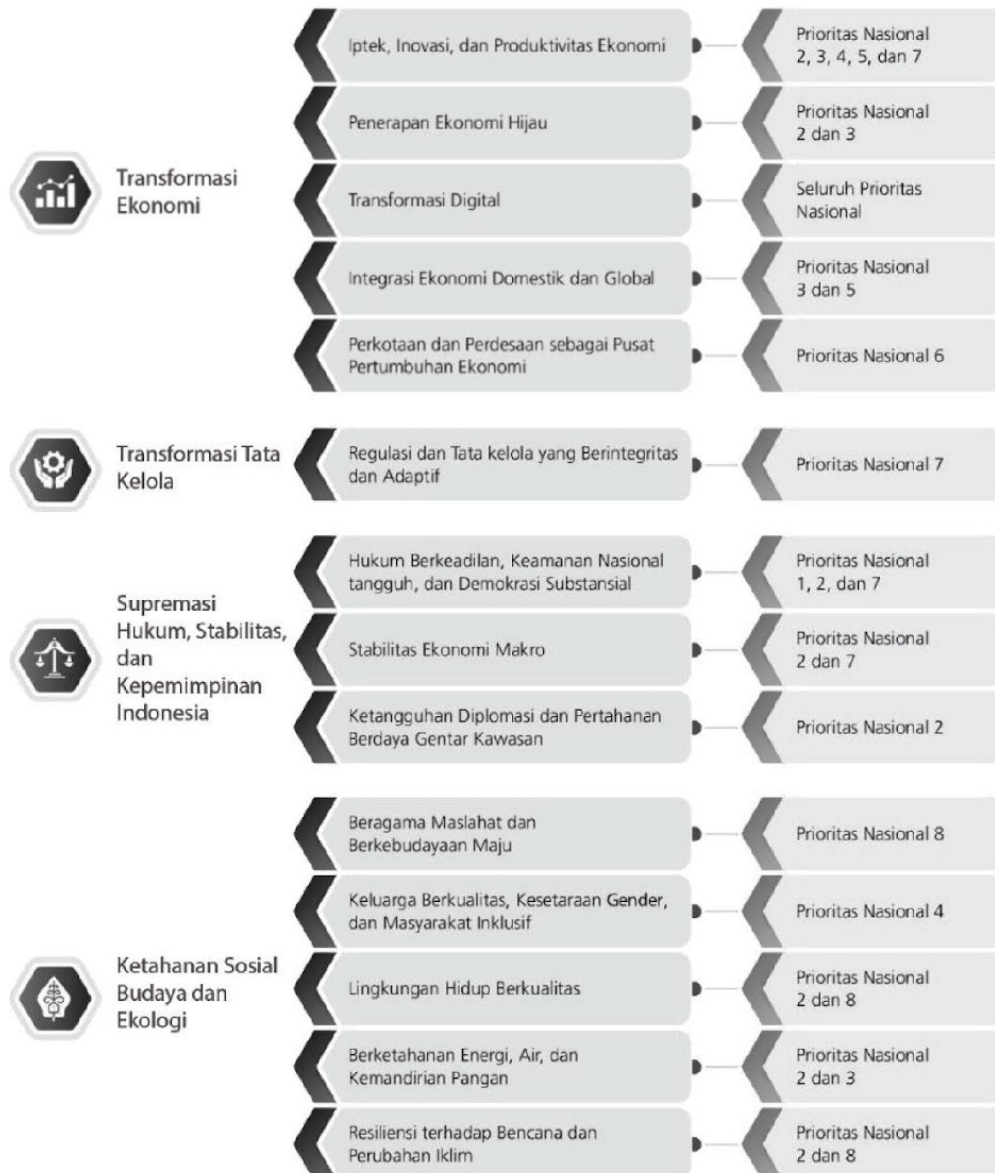 Iptek, Inovasi, dan Produktivitas Ekonomi
Prioritas Nasional
2, 3, 4, 5, dan 7
Penerapan Ekonomi Hijau
Prioritas Nasional
2 dan 3
Transformasi
Ekonomi
Transformasi Digital
Seluruh Prioritas
Nasional
Integrasi Ekonomi Domestik dan Global
Prioritas Nasional
3 dan 5
Perkotaan dan Perdesaan sebagai Pusat
Pertumbuhan Ekonomi
Prioritas Nasional 6
Transformasi Tata
Kelola
Regulasi dan Tata kelola yang Berintegritas
dan Adaptif
Prioritas Nasional 7
Supremasi
Hukum, Stabilitas,
dan
Kepemimpinan
Indonesia
Hukum Berkeadilan, Keamanan Nasional
tangguh, dan Demokrasi Substansial
Prioritas Nasional
1, 2, dan 7
Stabilitas Ekonomi Makro
Prioritas Nasional
2 dan 7
Ketangguhan Diplomasi dan Pertahanan
Berdaya Gentar Kawasan
Prioritas Nasional 2
Ketahanan Sosial
Budaya dan
Ekologi
Beragama Maslahat dan
Berkebudayaan Maju
Prioritas Nasional 8
Keluarga Berkualitas, Kesetaraan Gender,
dan Masyarakat Inklusif
Prioritas Nasional 4
Lingkungan Hidup Berkualitas
Prioritas Nasional
2 dan 8
Berketahanan Energi, Air, dan
Kemandirian Pangan
Prioritas Nasional
2 dan 3
Resiliensi terhadap Bencana dan
Perubahan Iklim
Prioritas Nasional
2 dan 8